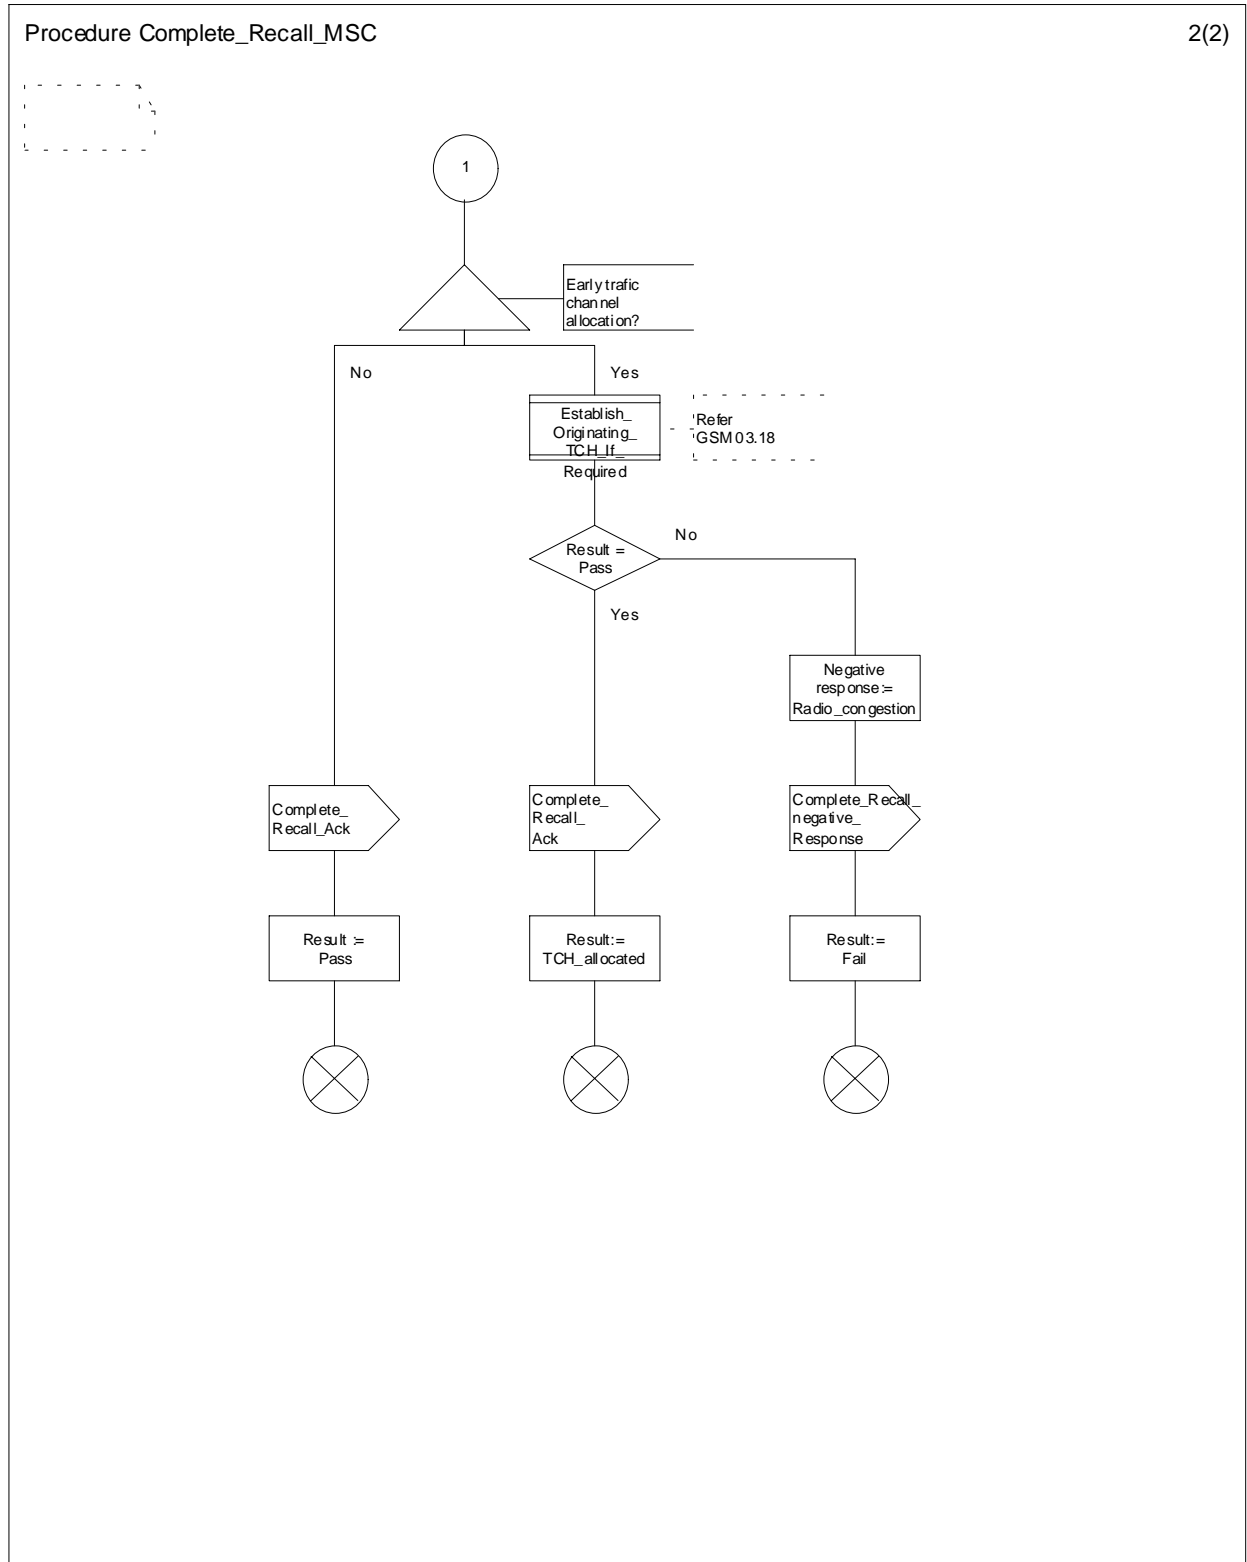 Procedure Complete_Recall_MSC
2(2)
1
Early trafic
channel
allocation?
No
Yes
Establish_
Originating_
TCH_If_
Required
Refer
GSM 03.18
Result =
Pass
No
Yes
Negative
response:=
Radio_congestion
Complete_
Recall_Ack
Complete_
Recall_
Ack
Complete_Recall_
negative_
Response
Result :=
Pass
Result:=
TCH_allocated
Result:=
Fail